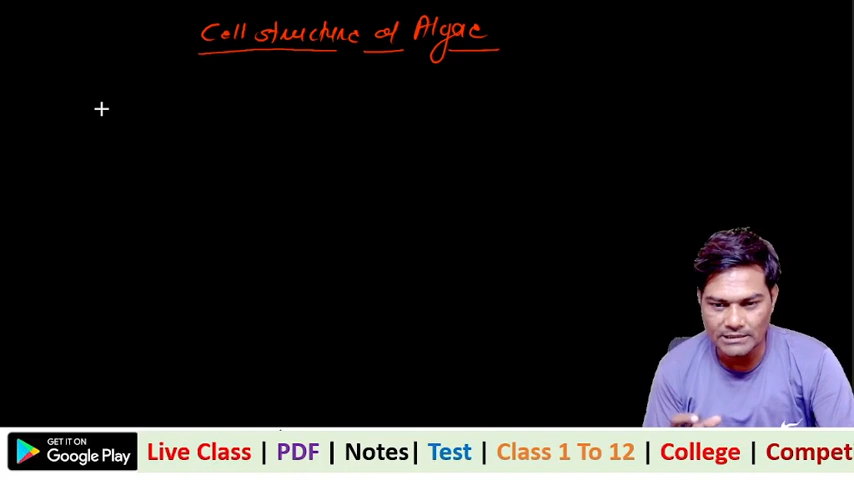 Cell structure of Algae
GET IT ON
Google Play
Live Class | PDF | Notes| Test | Class 1 To 12 | College | Compet